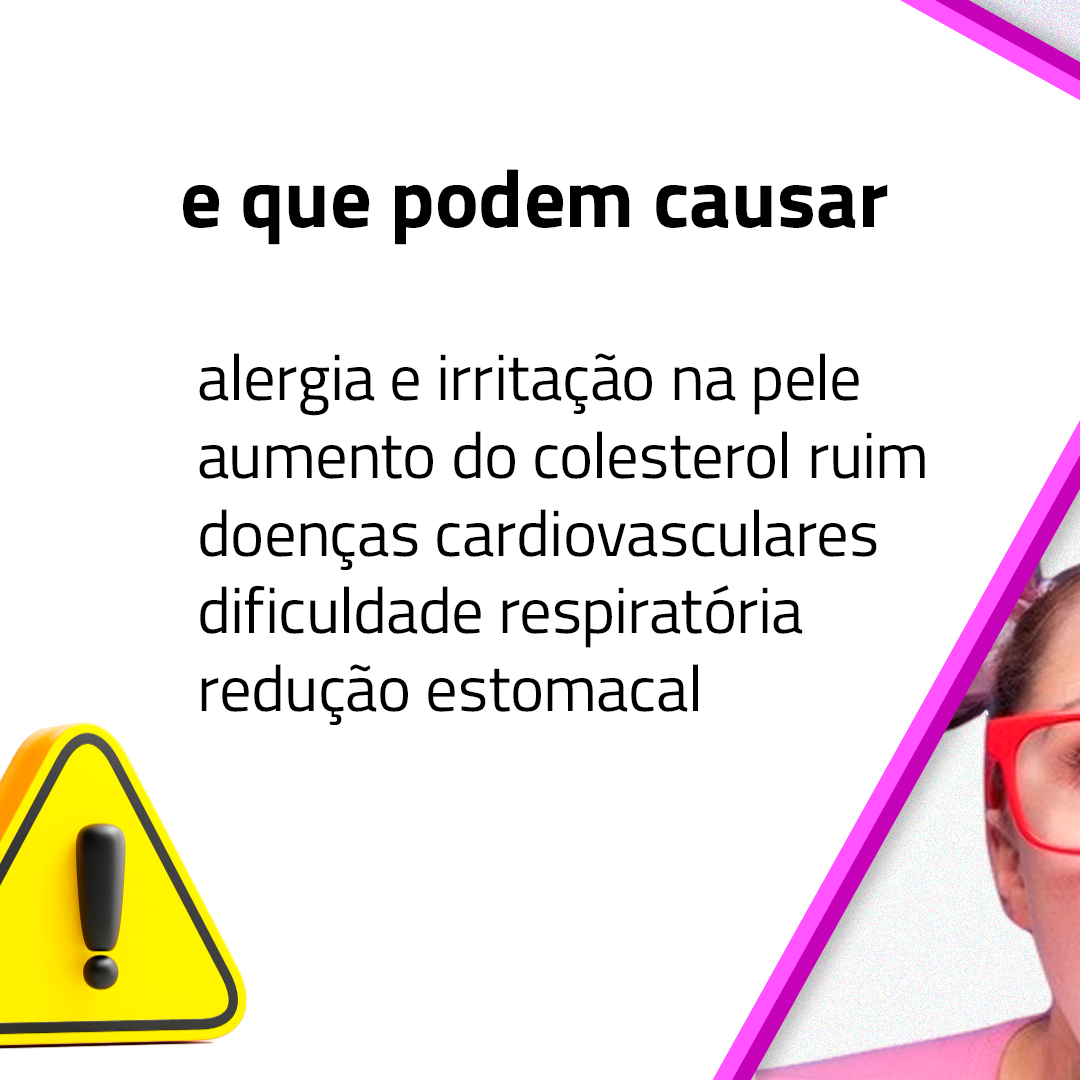 e que podem causar
alergia e irritação na pele
aumento do colesterol ruim
doenças cardiovasculares
dificuldade respiratória
redução estomacal